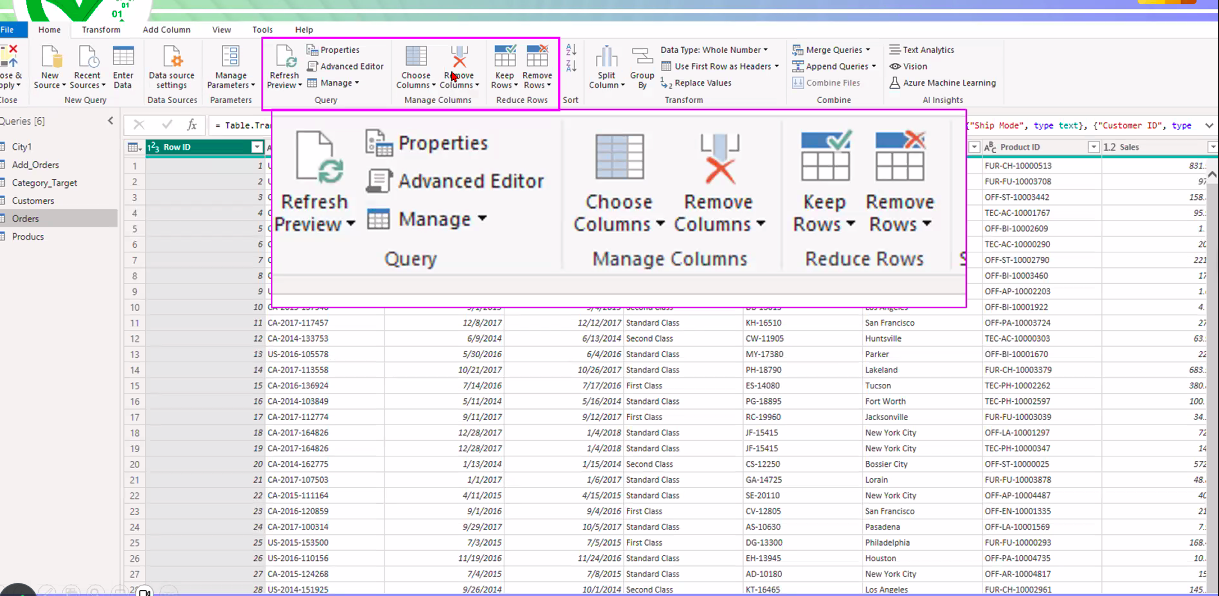 01
01
File Home Transform Add Column View Tools Help
Properties
Advanced Editor
Manage
Refresh
Preview
Query
Choose
Columns
Remove
Columns
Manage Columns
Keep
Rows
Remove
Rows
Reduce Rows
New
Source
Recent
Sources
Enter
Data
New Query
Data source
settings
Data Sources
Manage
Parameters
Parameters
Sort
Split
Column
Group
By
Data Type: Whole Number
Use First Row as Headers
Replace Values
Transform
Merge Queries
Append Queries
Combine Files
Combine
Text Analytics
Vision
Azure Machine Learning
AI Insights
Queries [6]
City1
Add_Orders
Category_Target
Customers
Orders
Producs
fx = Table.Tra
{"Ship Mode", type text}, {"Customer ID", type
Properties
Advanced Editor
Manage
Refresh
Preview
Query
Choose
Columns
Remove
Columns
Manage Columns
Keep
Rows
Remove
Rows
Reduce Rows
Row ID Product ID 1.2 Sales
1 1 FUR-CH-10000513 831.
2 2 FUR-FU-10003708 97
3 3 OFF-ST-10003442 158.
4 4 TEC-AC-10001767 95.
5 5 OFF-BI-10002609 1.
6 6 TEC-AC-10000290 20
7 7 OFF-ST-10002790 221
8 8 OFF-BI-10003460 17
9 9 OFF-AP-10002203 1.
10 10 OFF-BI-10001922 4.
11 11 CA-2017-117457 12/8/2017 12/12/2017 Standard Class KH-16510 San Francisco OFF-PA-10003724 27
12 12 CA-2014-133753 6/9/2014 6/13/2014 Second Class CW-11905 Huntsville TEC-AC-10000303 63.
13 13 US-2016-105578 5/30/2016 6/4/2016 Standard Class MY-17380 Parker OFF-BI-10001670 22
14 14 CA-2017-113558 10/21/2017 10/26/2017 Standard Class PH-18790 Lakeland FUR-CH-10003379 683.
15 15 CA-2016-136924 7/14/2016 7/17/2016 First Class ES-14080 Tucson TEC-PH-10002262 380.
16 16 CA-2014-103849 5/11/2014 5/16/2014 Standard Class PG-18895 Fort Worth TEC-PH-10002597 100.
17 17 CA-2017-112774 9/11/2017 9/12/2017 First Class RC-19960 Jacksonville FUR-FU-10003039 34.
18 18 CA-2017-164826 12/28/2017 1/4/2018 Standard Class JF-15415 New York City OFF-LA-10001297 72
19 19 CA-2017-164826 12/28/2017 1/4/2018 Standard Class JF-15415 New York City TEC-PH-10000347 14
20 20 CA-2014-162775 1/13/2014 1/15/2014 Second Class CS-12250 Bossier City OFF-ST-10000025 572
21 21 CA-2017-107503 1/1/2017 1/6/2017 Standard Class GA-14725 Lorain FUR-FU-10003878 48.
22 22 CA-2015-111164 4/11/2015 4/15/2015 Second Class SE-20110 New York City OFF-AP-10004487 40
23 23 CA-2016-120859 9/1/2016 9/4/2016 First Class CV-12805 San Francisco OFF-EN-10001335 21
24 24 CA-2017-100314 9/29/2017 10/5/2017 Standard Class AS-10630 Pasadena OFF-LA-10001569 7.
25 25 US-2015-153500 7/3/2015 7/5/2015 First Class DG-13300 Philadelphia FUR-FU-10000293 168.
26 26 US-2016-110156 11/19/2016 11/24/2016 Standard Class EH-13945 Houston OFF-PA-10004735 10.
27 27 CA-2015-124268 7/4/2015 7/8/2015 Standard Class AD-10180 New York City OFF-AR-10004817 15
28 28 US-2014-151925 9/26/2014 10/1/2014 Second Class KT-16465 Los Angeles FUR-CH-10002961 145.